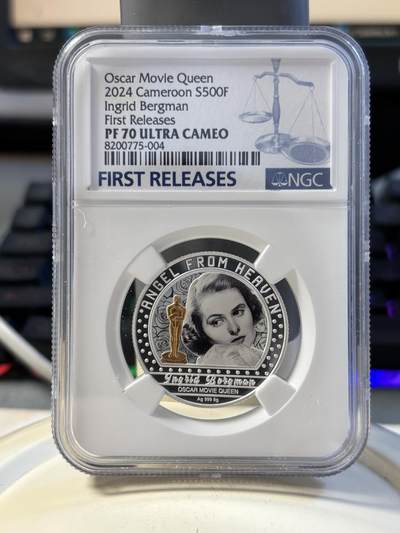 Oscar Movie Queen
2024 Cameroon S500F
Ingrid Bergman
First Releases
PF 70 ULTRA CAMEO
8200775-004
FIRST RELEASES
NGC
ANGEL FROM HEAVEN
Ingrid Bergman
OSCAR MOVIE QUEEN
Ag 999 8g